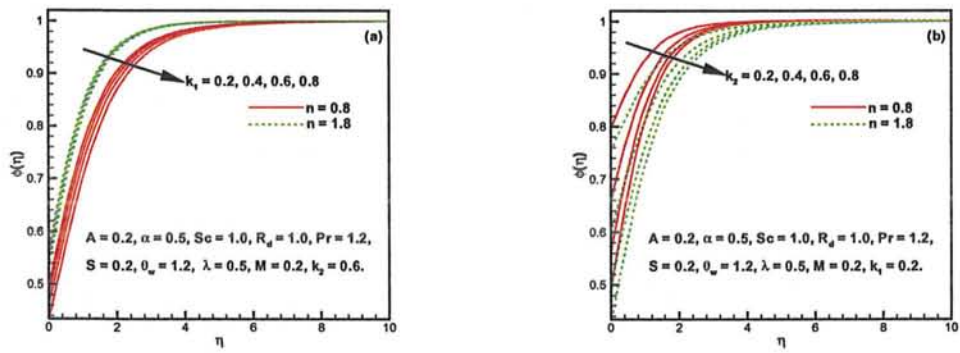 (a)
k₁ = 0.2, 0.4, 0.6, 0.8
n = 0.8
n = 1.8
A = 0.2, α = 0.5, Sc = 1.0, R_d = 1.0, Pr = 1.2,
S = 0.2, θ_w = 1.2, λ = 0.5, M = 0.2, k₂ = 0.6.
ϕ(η)
1
0.9
0.8
0.7
0.6
0.5
0 2 4 6 8 10
η
(b)
k₂ = 0.2, 0.4, 0.6, 0.8
n = 0.8
n = 1.8
A = 0.2, α = 0.5, Sc = 1.0, R_d = 1.0, Pr = 1.2,
S = 0.2, θ_w = 1.2, λ = 0.5, M = 0.2, k₁ = 0.2.
ϕ(η)
1
0.9
0.8
0.7
0.6
0.5
0 2 4 6 8 10
η